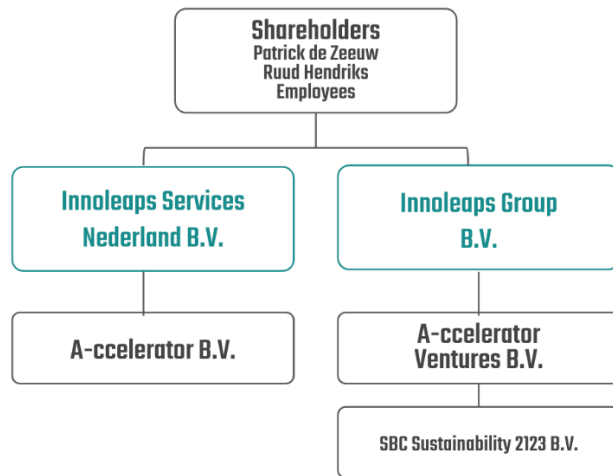 Shareholders
Patrick de Zeeuw
Ruud Hendriks
Employees
Innoleaps Services
Nederland B.V.
Innoleaps Group
B.V.
A-ccelerator B.V.
A-ccelerator
Ventures B.V.
SBC Sustainability 2123 B.V.